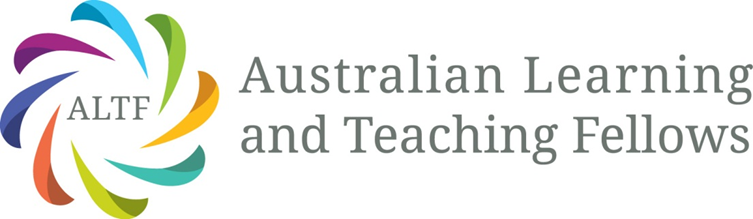 ALTF
Australian Learning
and Teaching Fellows